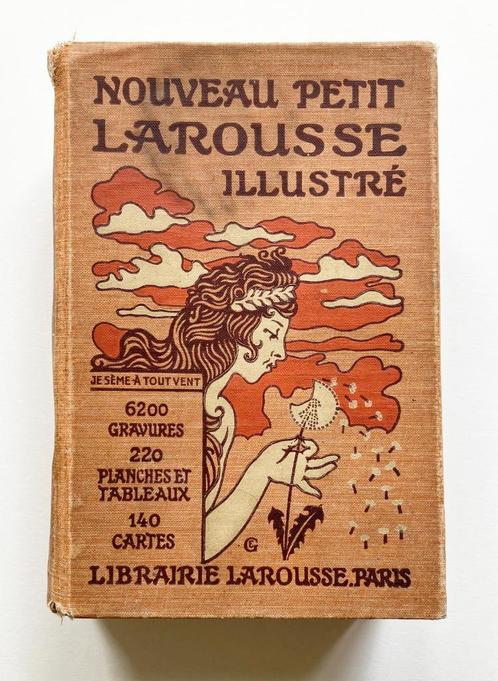 NOUVEAU PETIT
LAROUSSE
ILLUSTRÉ
JE SÈME À TOUT VENT
6200
GRAVURES
220
PLANCHES ET
TABLEAUX
140
CARTES
EG
LIBRAIRIE LAROUSSE.PARIS